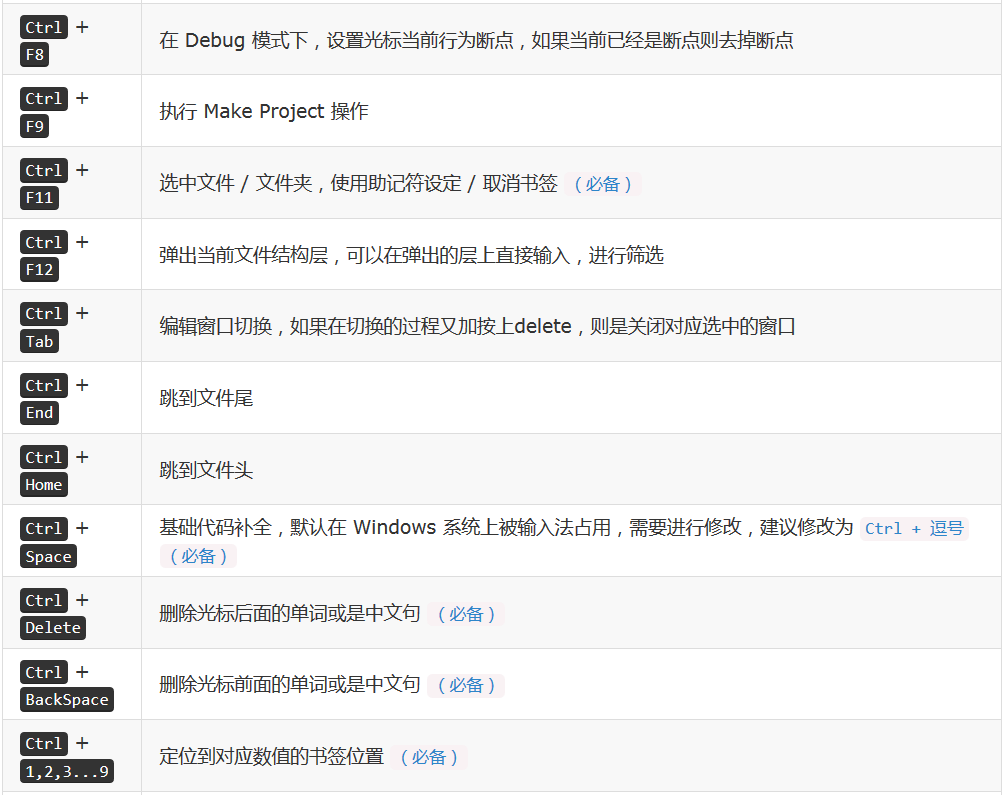 Ctrl +
F8
在 Debug 模式下，设置光标当前行为断点，如果当前已经是断点则去掉断点
Ctrl +
F9
执行 Make Project 操作
Ctrl +
F11
选中文件 / 文件夹，使用助记符设定 / 取消书签 （必备）
Ctrl +
F12
弹出当前文件结构层，可以在弹出的层上直接输入，进行筛选
Ctrl +
Tab
编辑窗口切换，如果在切换的过程又加按上delete，则是关闭对应选中的窗口
Ctrl +
End
跳到文件尾
Ctrl +
Home
跳到文件头
Ctrl +
Space
基础代码补全，默认在 Windows 系统上被输入法占用，需要进行修改，建议修改为 Ctrl + 逗号
（必备）
Ctrl +
Delete
删除光标后面的单词或是中文句 （必备）
Ctrl +
BackSpace
删除光标前面的单词或是中文句 （必备）
Ctrl +
1,2,3...9
定位到对应数值的书签位置 （必备）